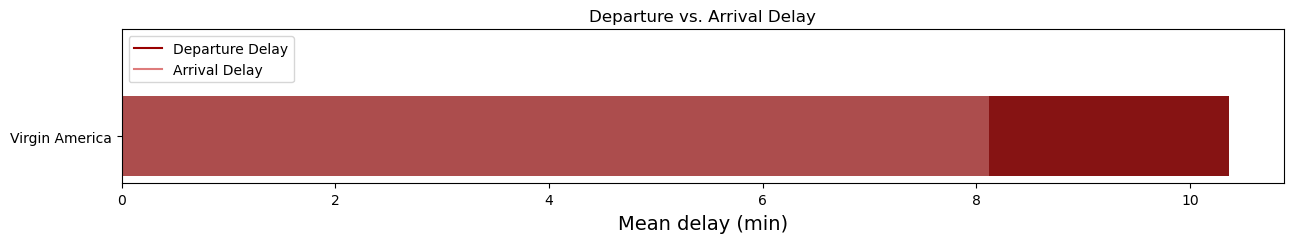 Departure vs. Arrival Delay
Departure Delay
Arrival Delay
Virgin America
0 2 4 6 8 10
Mean delay (min)